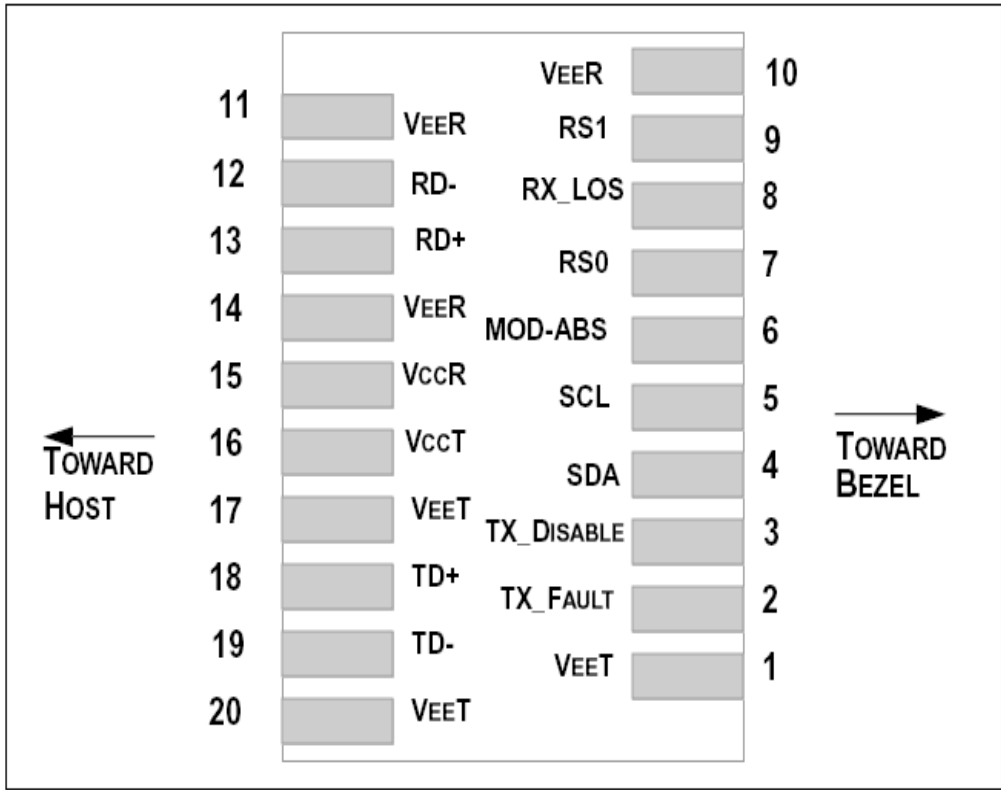 VEER 10
11 VEER
RS1 9
12 RD-
RX_LOS 8
13 RD+
RS0 7
14 VEER
MOD-ABS 6
15 VCCR
SCL 5
16 VCCT
TOWARD HOST
TOWARD BEZEL
SDA 4
17 VEET
TX_DISABLE 3
18 TD+
TX_FAULT 2
19 TD-
VEET 1
20 VEET